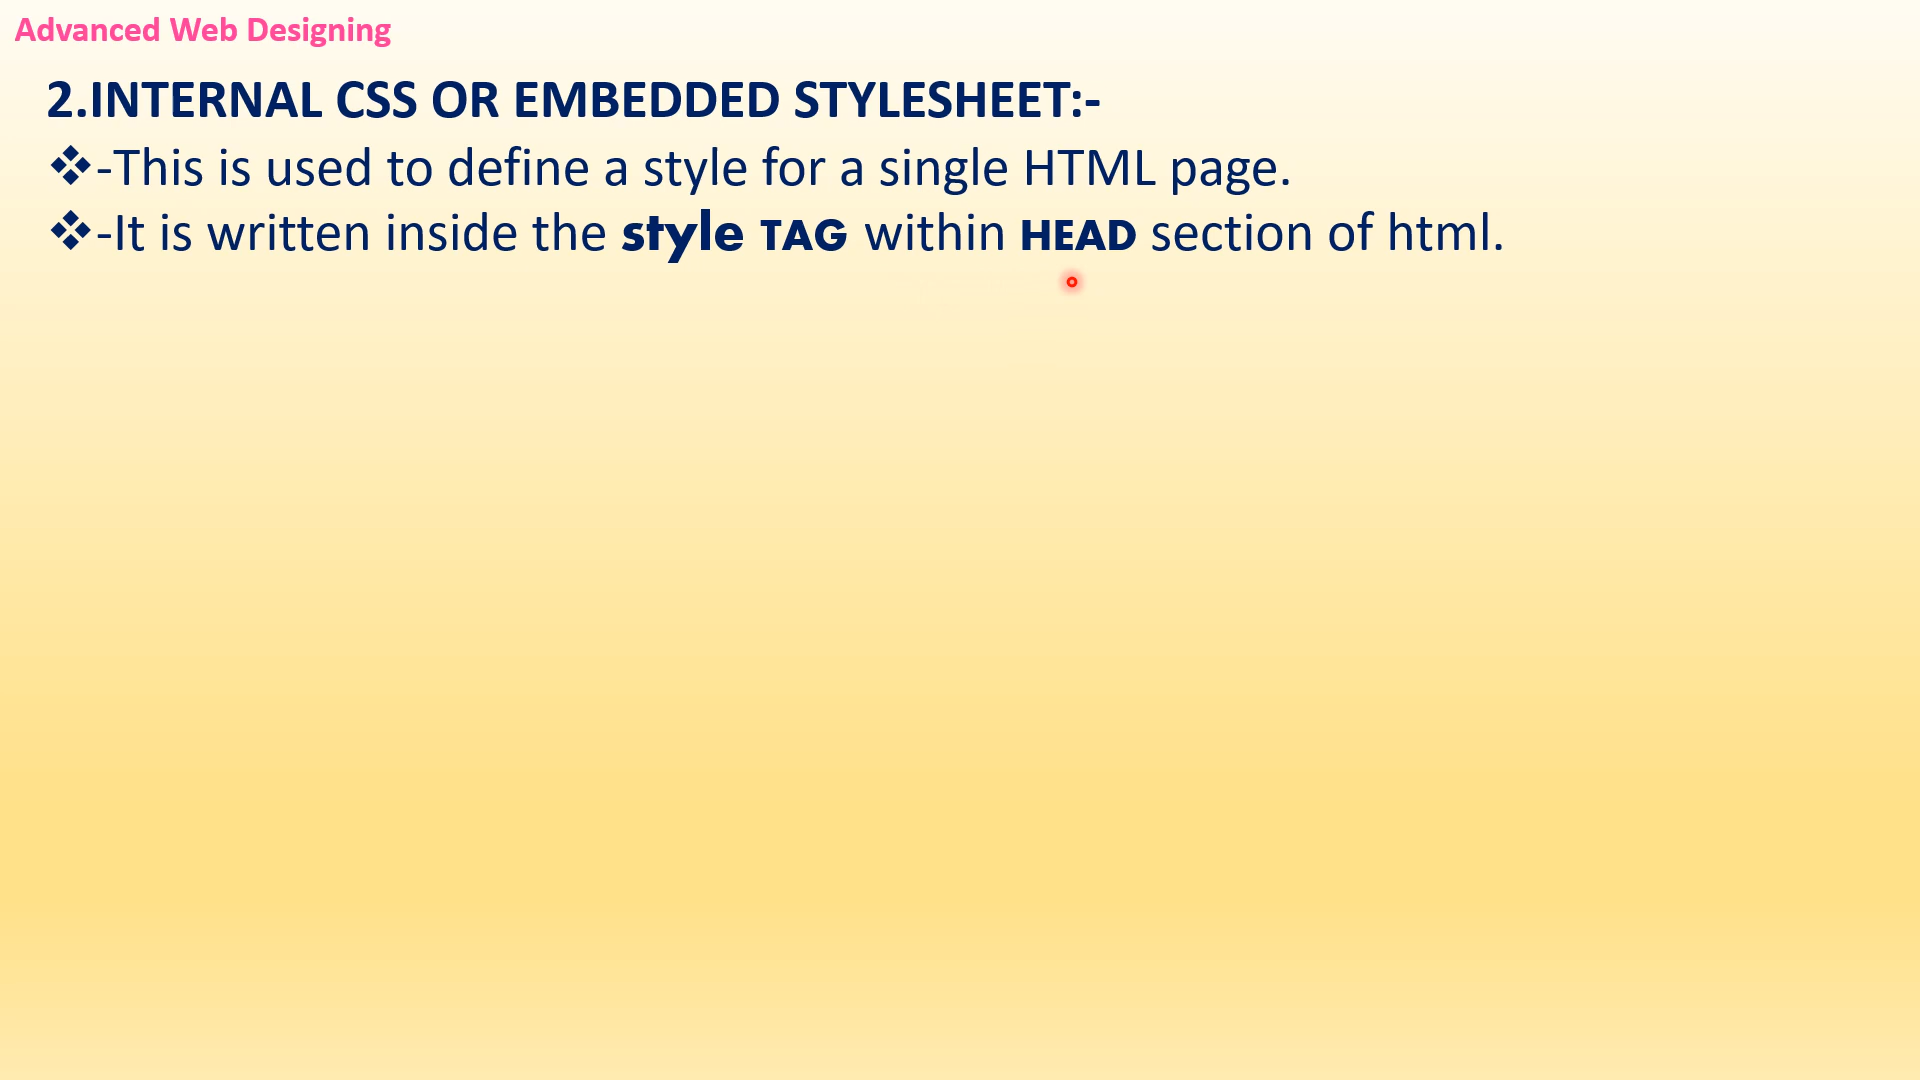 Advanced Web Designing
2.INTERNAL CSS OR EMBEDDED STYLESHEET:-
❖-This is used to define a style for a single HTML page.
❖-It is written inside the style TAG within HEAD section of html.